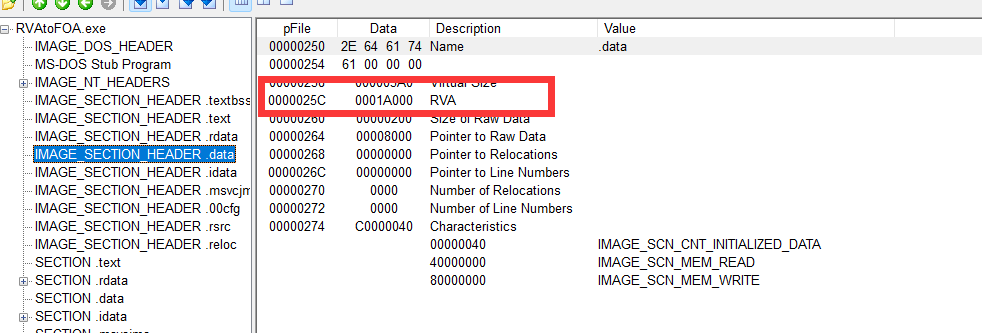 RVAtoFOA.exe
IMAGE_DOS_HEADER
MS-DOS Stub Program
IMAGE_NT_HEADERS
IMAGE_SECTION_HEADER .textbss
IMAGE_SECTION_HEADER .text
IMAGE_SECTION_HEADER .rdata
IMAGE_SECTION_HEADER .data
IMAGE_SECTION_HEADER .idata
IMAGE_SECTION_HEADER .msvcjm
IMAGE_SECTION_HEADER .00cfg
IMAGE_SECTION_HEADER .rsrc
IMAGE_SECTION_HEADER .reloc
SECTION .text
SECTION .rdata
SECTION .data
SECTION .idata
pFile Data Description Value
00000250 2E 64 61 74 Name .data
00000254 61 00 00 00
Virtual Size
0000025C 0001A000 RVA
00000260 00000200 Size of Raw Data
00000264 00008000 Pointer to Raw Data
00000268 00000000 Pointer to Relocations
0000026C 00000000 Pointer to Line Numbers
00000270 0000 Number of Relocations
00000272 0000 Number of Line Numbers
00000274 C0000040 Characteristics
00000040 IMAGE_SCN_CNT_INITIALIZED_DATA
40000000 IMAGE_SCN_MEM_READ
80000000 IMAGE_SCN_MEM_WRITE